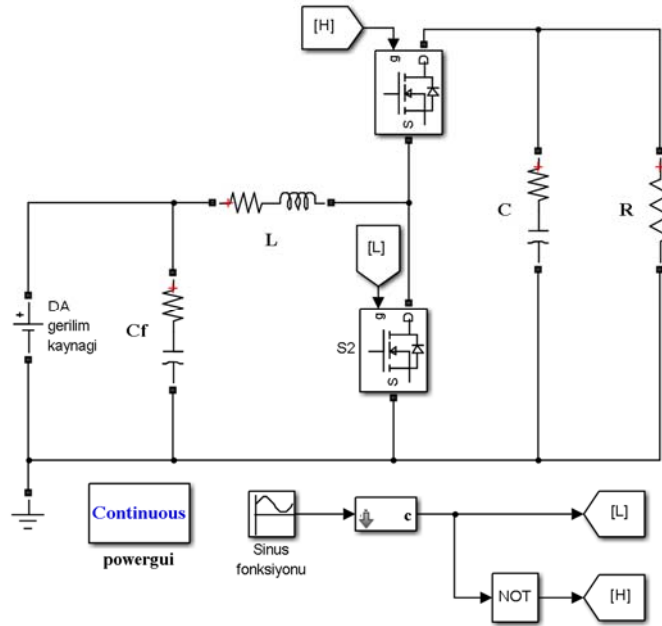 [H]
g
D
S
C
R
L
[L]
g
D
S2
S
DA
gerilim
kaynagi
Cf
Continuous
powergui
Sinus
fonksiyonu
c
[L]
NOT
[H]